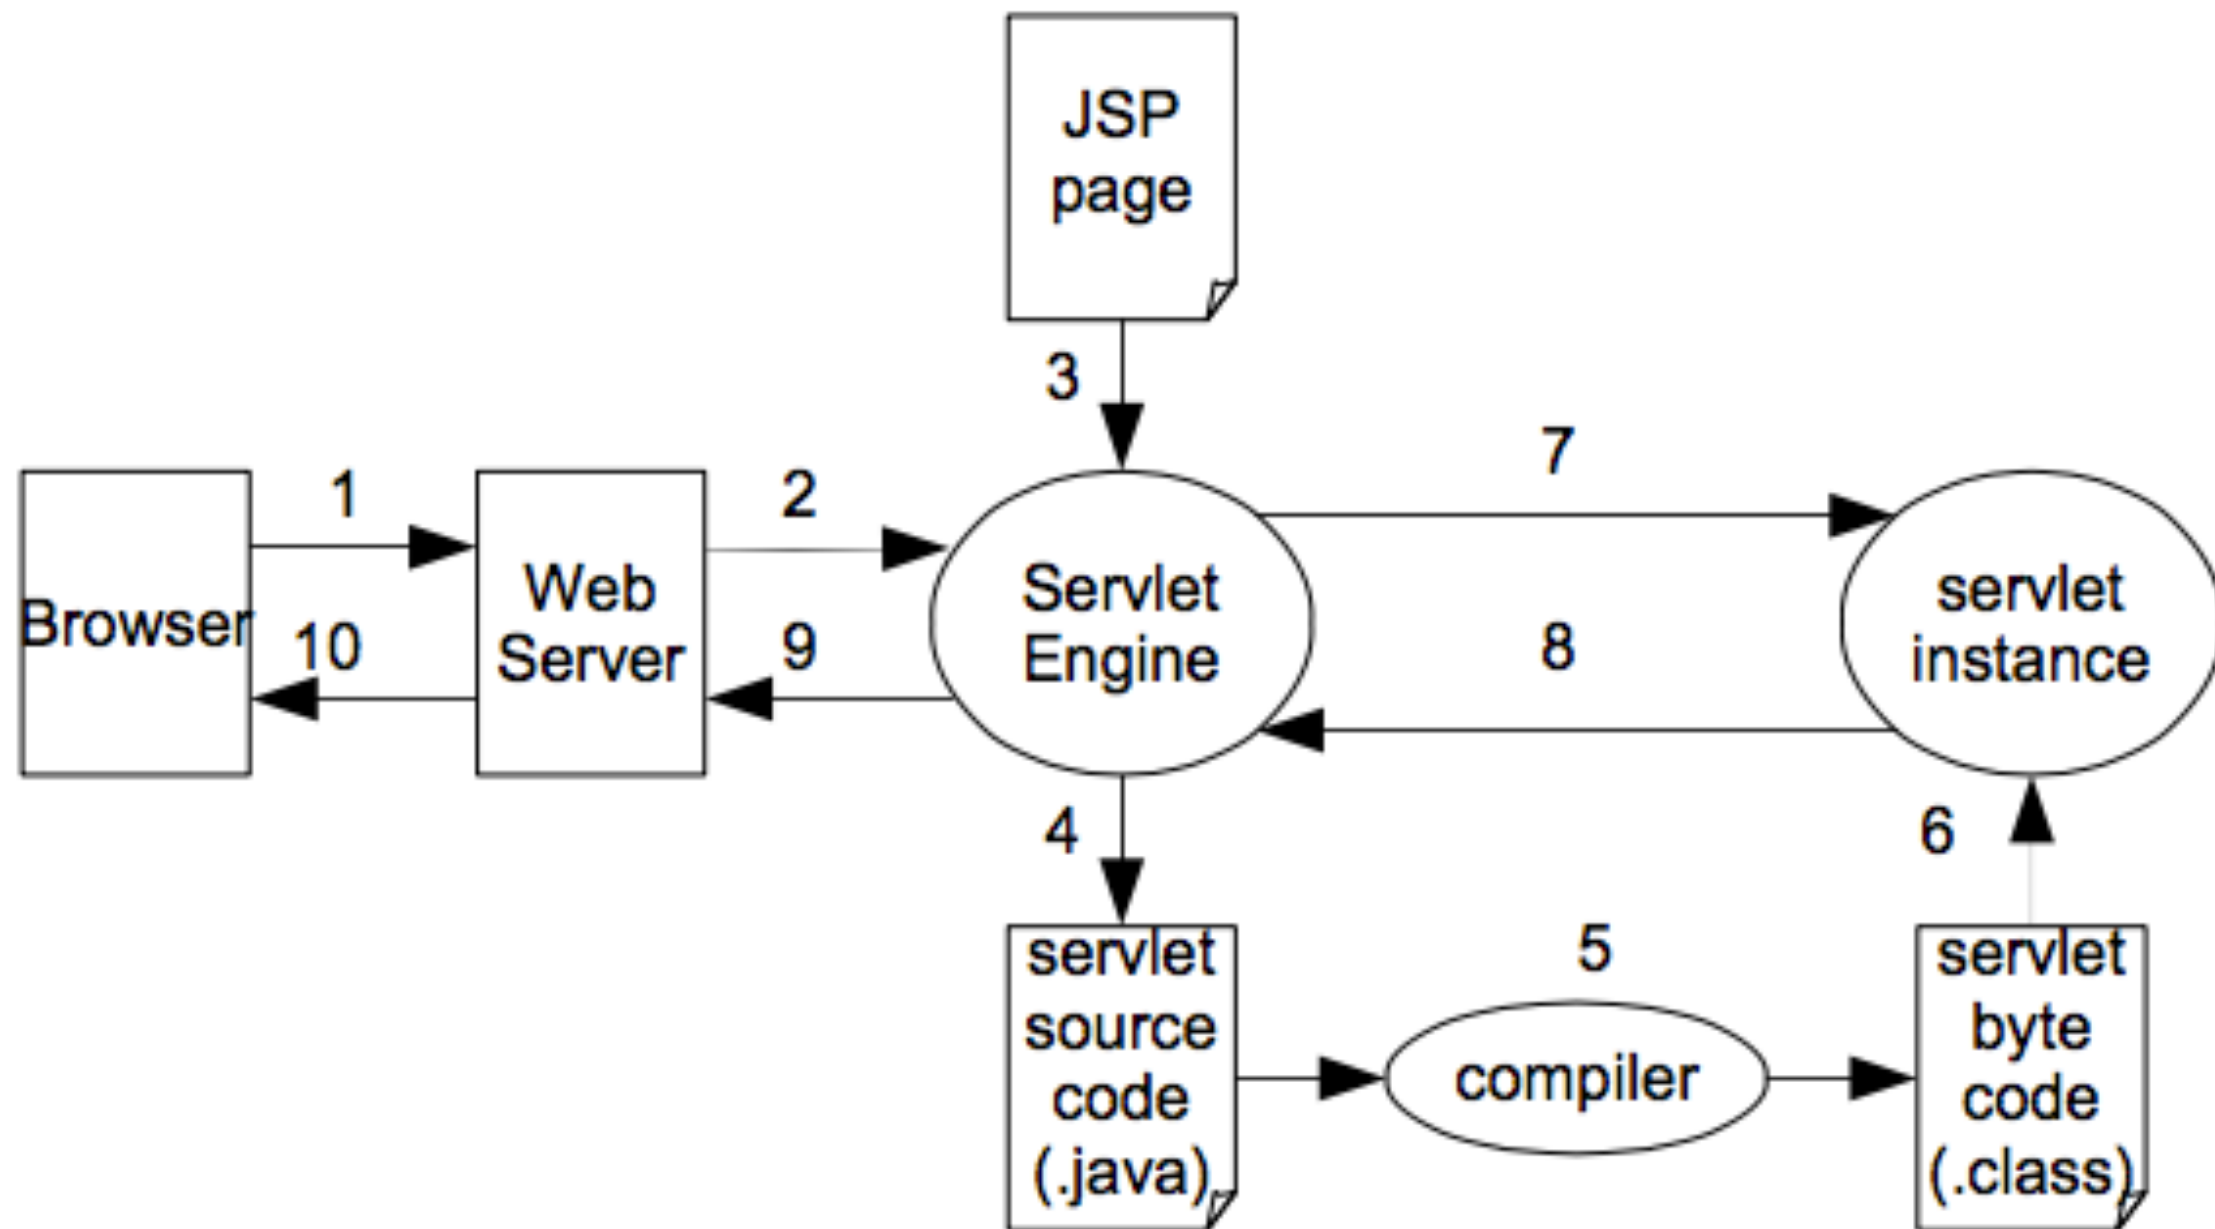 JSP
page
3
7
1
2
Browser
Web
Server
Servlet
Engine
servlet
instance
10
9
8
4
6
5
servlet
source
code
(.java)
compiler
servlet
byte
code
(.class)